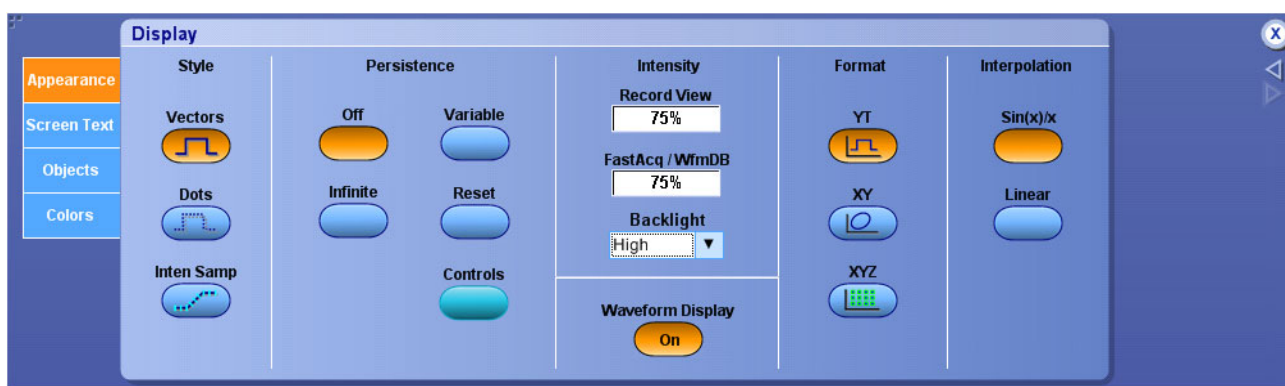 Display
X
Appearance
Screen Text
Objects
Colors
Style
Vectors
Dots
Inten Samp
Persistence
Off
Variable
Infinite
Reset
Controls
Intensity
Record View
75%
FastAcq / WfmDB
75%
Backlight
High
Waveform Display
On
Format
YT
XY
XYZ
Interpolation
Sin(x)/x
Linear